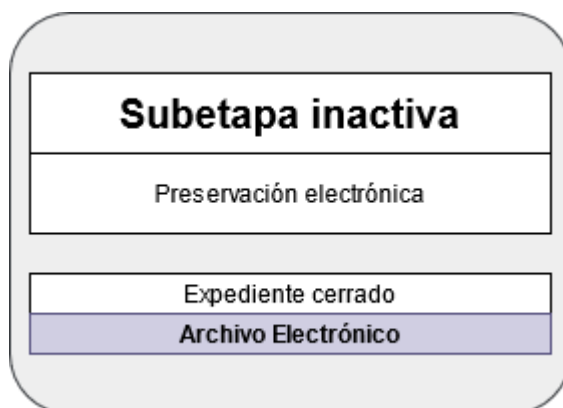 Subetapa inactiva
Preservación electrónica
Expediente cerrado
Archivo Electrónico